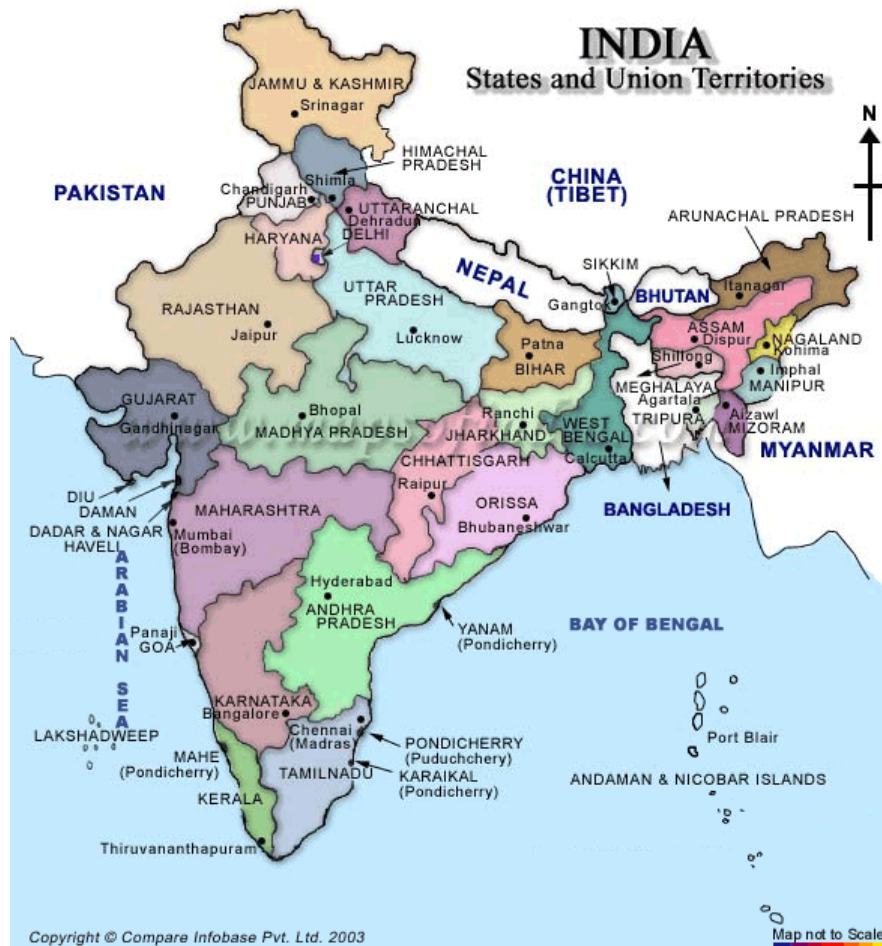 INDIA
States and Union Territories
N
JAMMU & KASHMIR
Srinagar
HIMACHAL
PRADESH
PAKISTAN
CHINA
(TIBET)
Chandigarh
Shimla
PUNJAB
UTTARANCHAL
Dehradun
ARUNACHAL PRADESH
HARYANA
DELHI
NEPAL
SIKKIM
Gangto
BHUTAN
Itanagar
RAJASTHAN
Jaipur
UTTAR
PRADESH
Lucknow
Patna
BIHAR
ASSAM
Dispur
NAGALAND
Kohima
Shillong
MEGHALAYA
Imphal
MANIPUR
Agartala
TRIPURA
Aizawl
MIZORAM
GUJARAT
Gandhinagar
Bhopal
MADHYA PRADESH
Ranchi
JHARKHAND
WEST
BENGAL
Calcutta
MYANMAR
CHHATTISGARH
Raipur
DIU
DAMAN
DADAR & NAGAR
HAVELI
MAHARASHTRA
Mumbai
(Bombay)
ORISSA
Bhubaneshwar
BANGLADESH
ARABIAN SEA
Hyderabad
ANDHRA
PRADESH
YANAM
(Pondicherry)
BAY OF BENGAL
Panaji
GOA
KARNATAKA
Bangalore
LAKSHADWEEP
Chennai
(Madras)
PONDICHERRY
(Puduchchery)
MAHE
(Pondicherry)
TAMILNADU
KARAIKAL
(Pondicherry)
KERALA
Thiruvananthapuram
Port Blair
ANDAMAN & NICOBAR ISLANDS
Copyright © Compare Infobase Pvt. Ltd. 2003
Map not to Scale